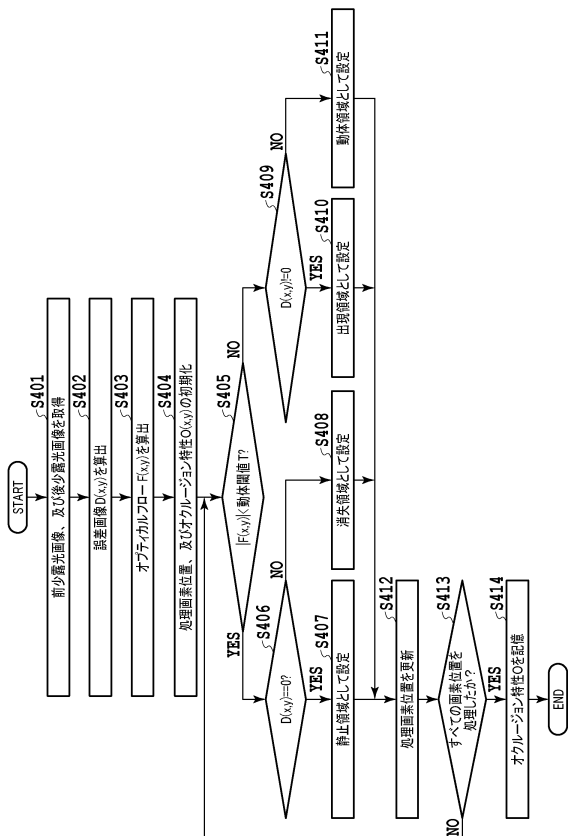 START
S401
前少露光画像、及び後少露光画像を取得
S402
誤差画像D(x,y)を算出
S403
オプティカルフローF(x,y)を算出
S404
処理画素位置、及びオクルージョン特性O(x,y)の初期化
S405
|F(x,y)|<動体閾値T?
YES
NO
S406
D(x,y)==0?
YES
NO
S407
静止領域として設定
S408
消失領域として設定
S409
D(x,y)!=0
YES
NO
S410
出現領域として設定
S411
動体領域として設定
S412
処理画素位置を更新
S413
すべての画素位置を
処理したか?
NO
YES
S414
オクルージョン特性Oを記憶
END